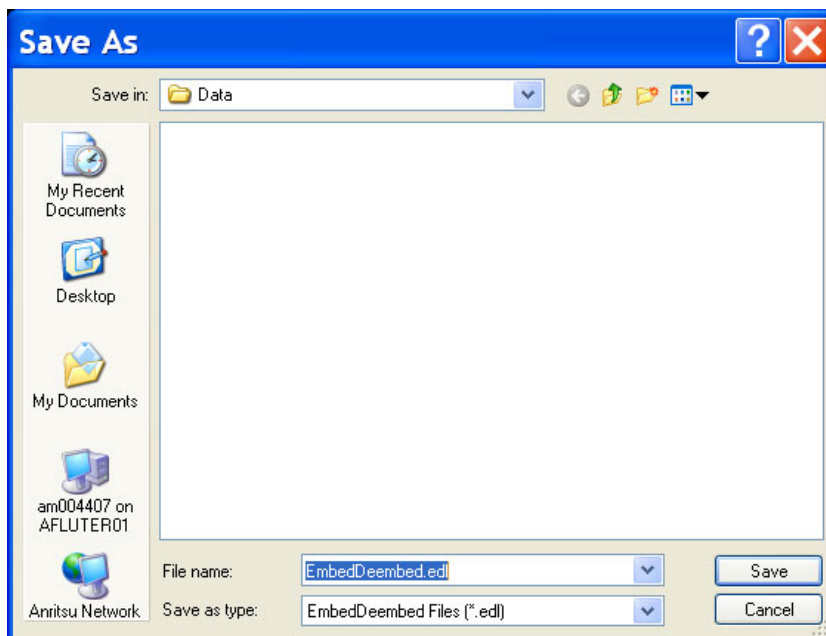 Save As
Save in: Data
My Recent
Documents
Desktop
My Documents
am004407 on
AFLUTER01
Anritsu Network
File name: EmbedDeembed.edl Save
Save as type: EmbedDeembed Files (*.edl) Cancel